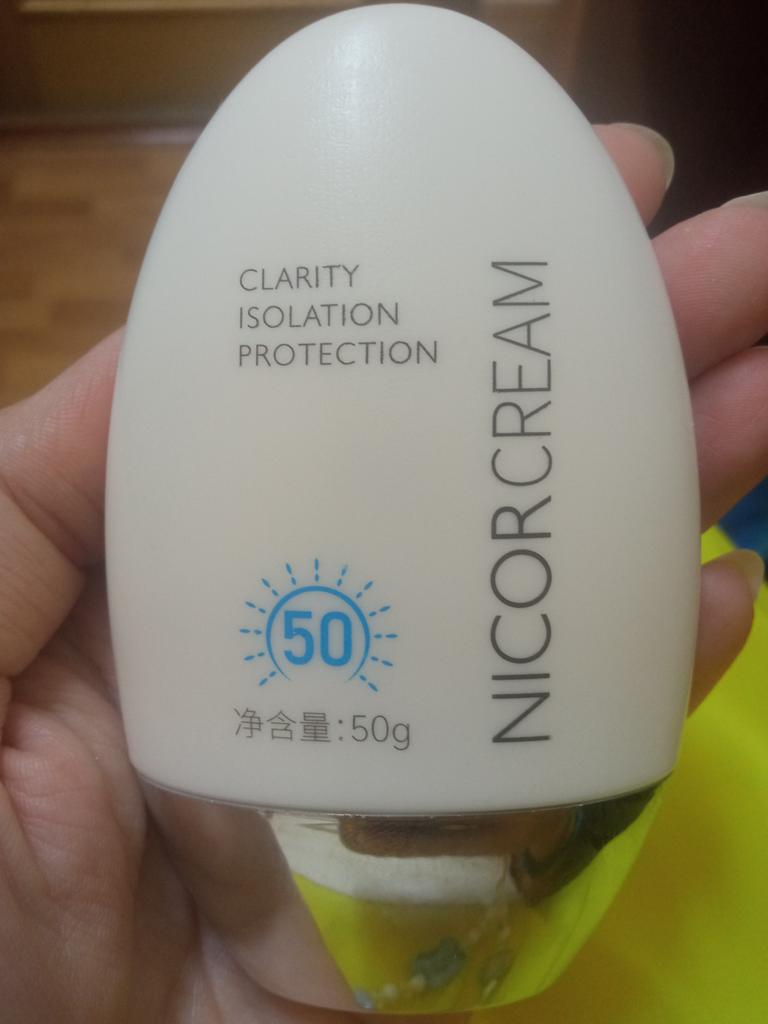 CLARITY
ISOLATION
PROTECTION
NICORCREAM
50
净含量:50g